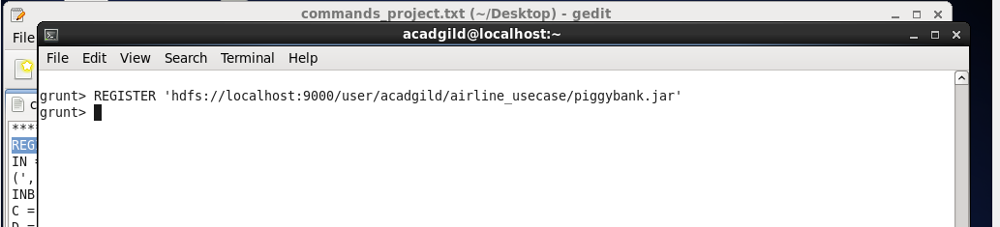 commands_project.txt (~/Desktop) - gedit
acadgild@localhost:~
File
File Edit View Search Terminal Help
grunt> REGISTER 'hdfs://localhost:9000/user/acadgild/airline_usecase/piggybank.jar'
grunt>
c
***
REG
IN =
(',
INB
C =